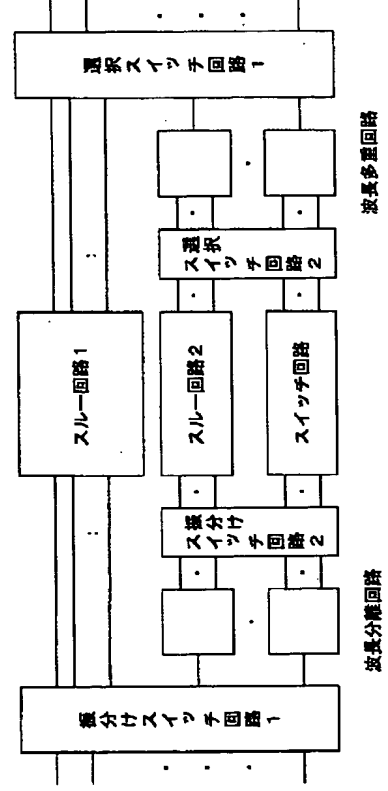 振分けスイッチ回路1
波長分離回路
振分け
スイッチ回路2
スルー回路1
スルー回路2
スイッチ回路
選択
スイッチ回路2
波長多重回路
選択スイッチ回路1